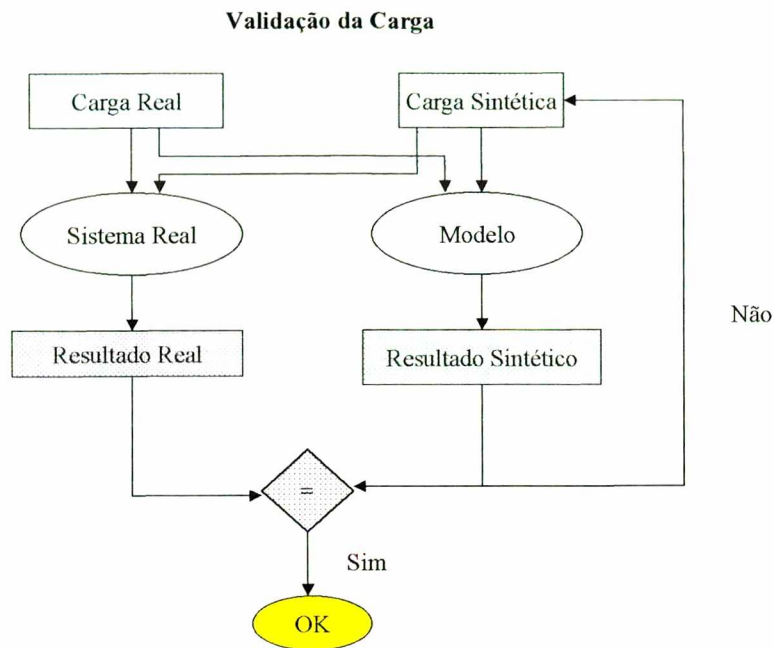 Validação da Carga
Carga Real
Carga Sintética
Sistema Real
Modelo
Não
Resultado Real
Resultado Sintético
=
Sim
OK